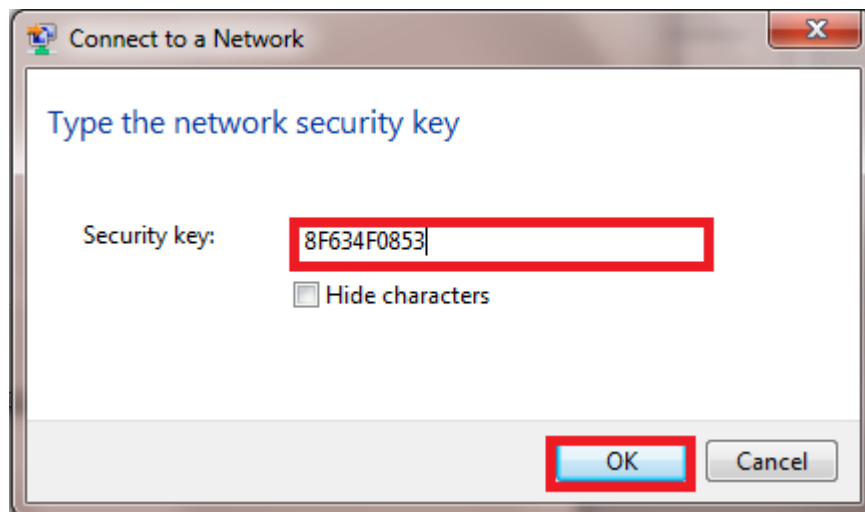 Connect to a Network
Type the network security key
Security key: 8F634F0853
Hide characters
OK Cancel